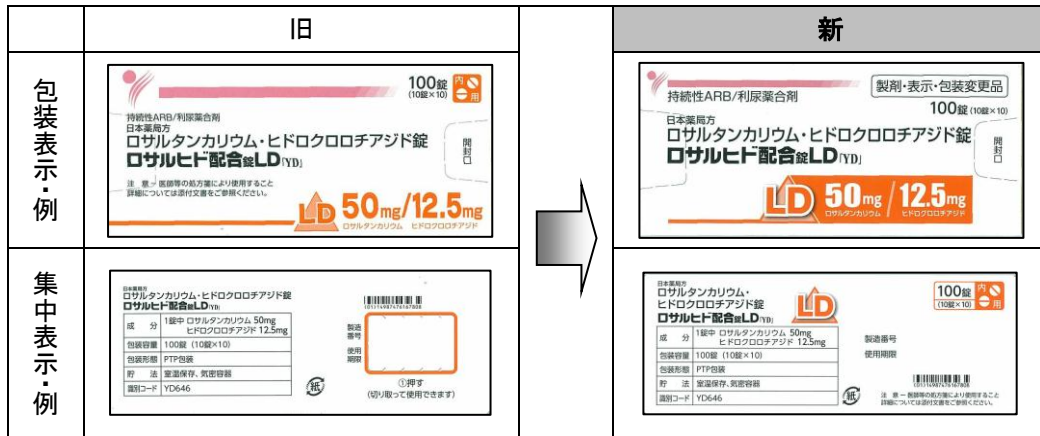 旧
新
包装表示・例
100錠
(10錠×10)
内
用
持続性ARB/利尿薬合剤
日本薬局方
ロサルタンカリウム・ヒドロクロロチアジド錠
ロサルヒド配合錠LD「YD」
開封口
注 意－医師等の処方箋により使用すること
詳細については添付文書をご参照ください。
LD 50mg/12.5mg
ロサルタンカリウム ヒドロクロロチアジド
製剤・表示・包装変更品
持続性ARB/利尿薬合剤
100錠(10錠×10)
日本薬局方
ロサルタンカリウム・ヒドロクロロチアジド錠
ロサルヒド配合錠LD「YD」
開封口
LD 50mg/12.5mg
ロサルタンカリウム ヒドロクロロチアジド
集中表示・例
日本薬局方
ロサルタンカリウム・ヒドロクロロチアジド錠
ロサルヒド配合錠LD「YD」
成 分 1錠中 ロサルタンカリウム 50mg
ヒドロクロロチアジド 12.5mg
包装容量 100錠 (10錠×10)
包装形態 PTP包装
貯 法 室温保存、気密容器
識別コード YD646
紙
製造番号
使用期限
①押す
(切り取って使用できます)
日本薬局方
ロサルタンカリウム・
ヒドロクロロチアジド錠
ロサルヒド配合錠LD「YD」
LD
100錠
(10錠×10)
内
用
成 分 1錠中 ロサルタンカリウム 50mg
ヒドロクロロチアジド 12.5mg
包装容量 100錠 (10錠×10)
包装形態 PTP包装
貯 法 室温保存、気密容器
識別コード YD646
紙
製造番号
使用期限
注 意－医師等の処方箋により使用すること
詳細については添付文書をご参照ください。